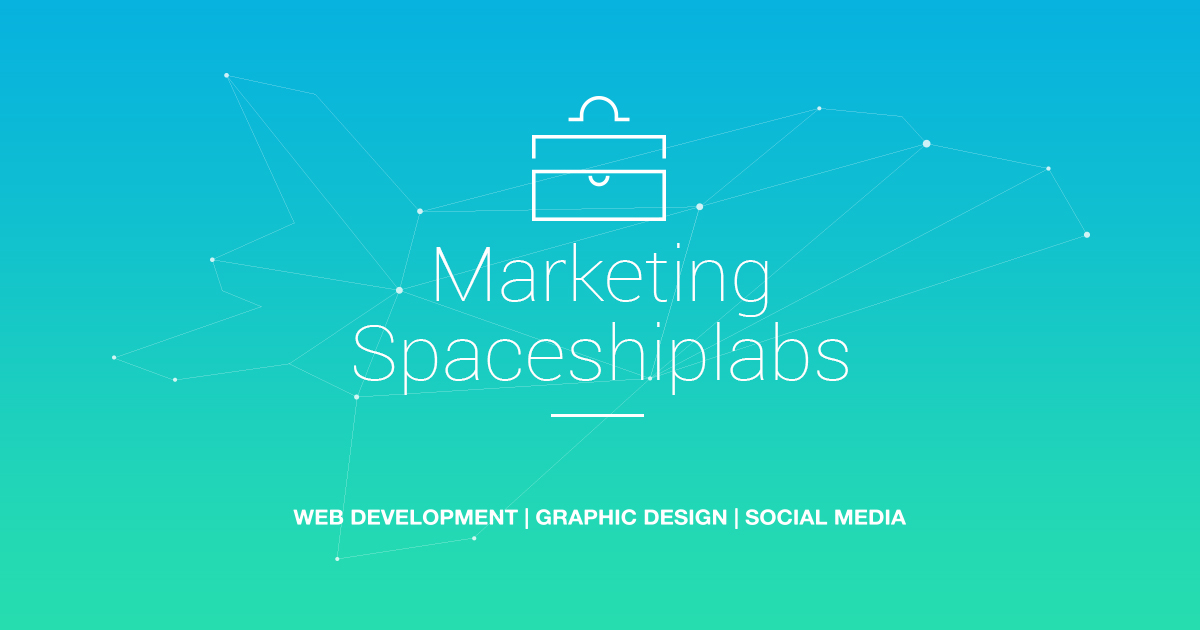 Marketing
Spaceshiplabs
WEB DEVELOPMENT | GRAPHIC DESIGN | SOCIAL MEDIA